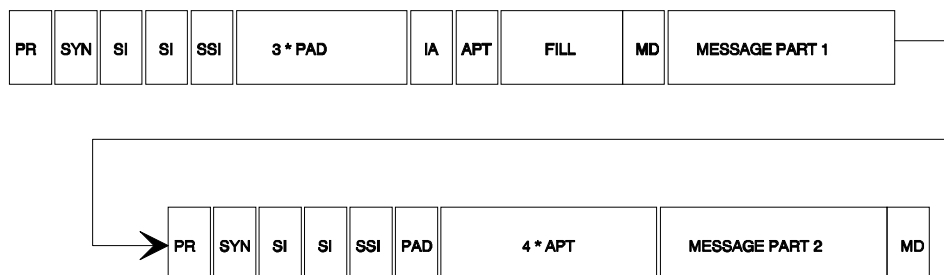 PR SYN SI SI SSI 3 * PAD IA APT FILL MD MESSAGE PART 1
PR SYN SI SI SSI PAD 4 * APT MESSAGE PART 2 MD